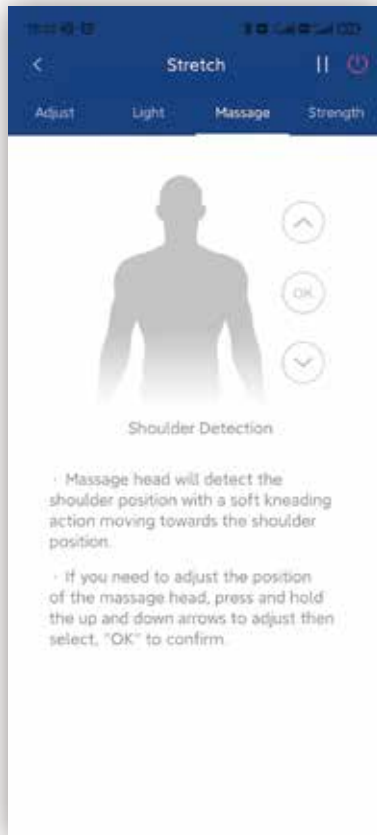 Stretch
Adjust Light Massage Strength
OK
Shoulder Detection
· Massage head will detect the
shoulder position with a soft kneading
action moving towards the shoulder
position.
· If you need to adjust the position
of the massage head, press and hold
the up and down arrows to adjust then
select, "OK" to confirm.